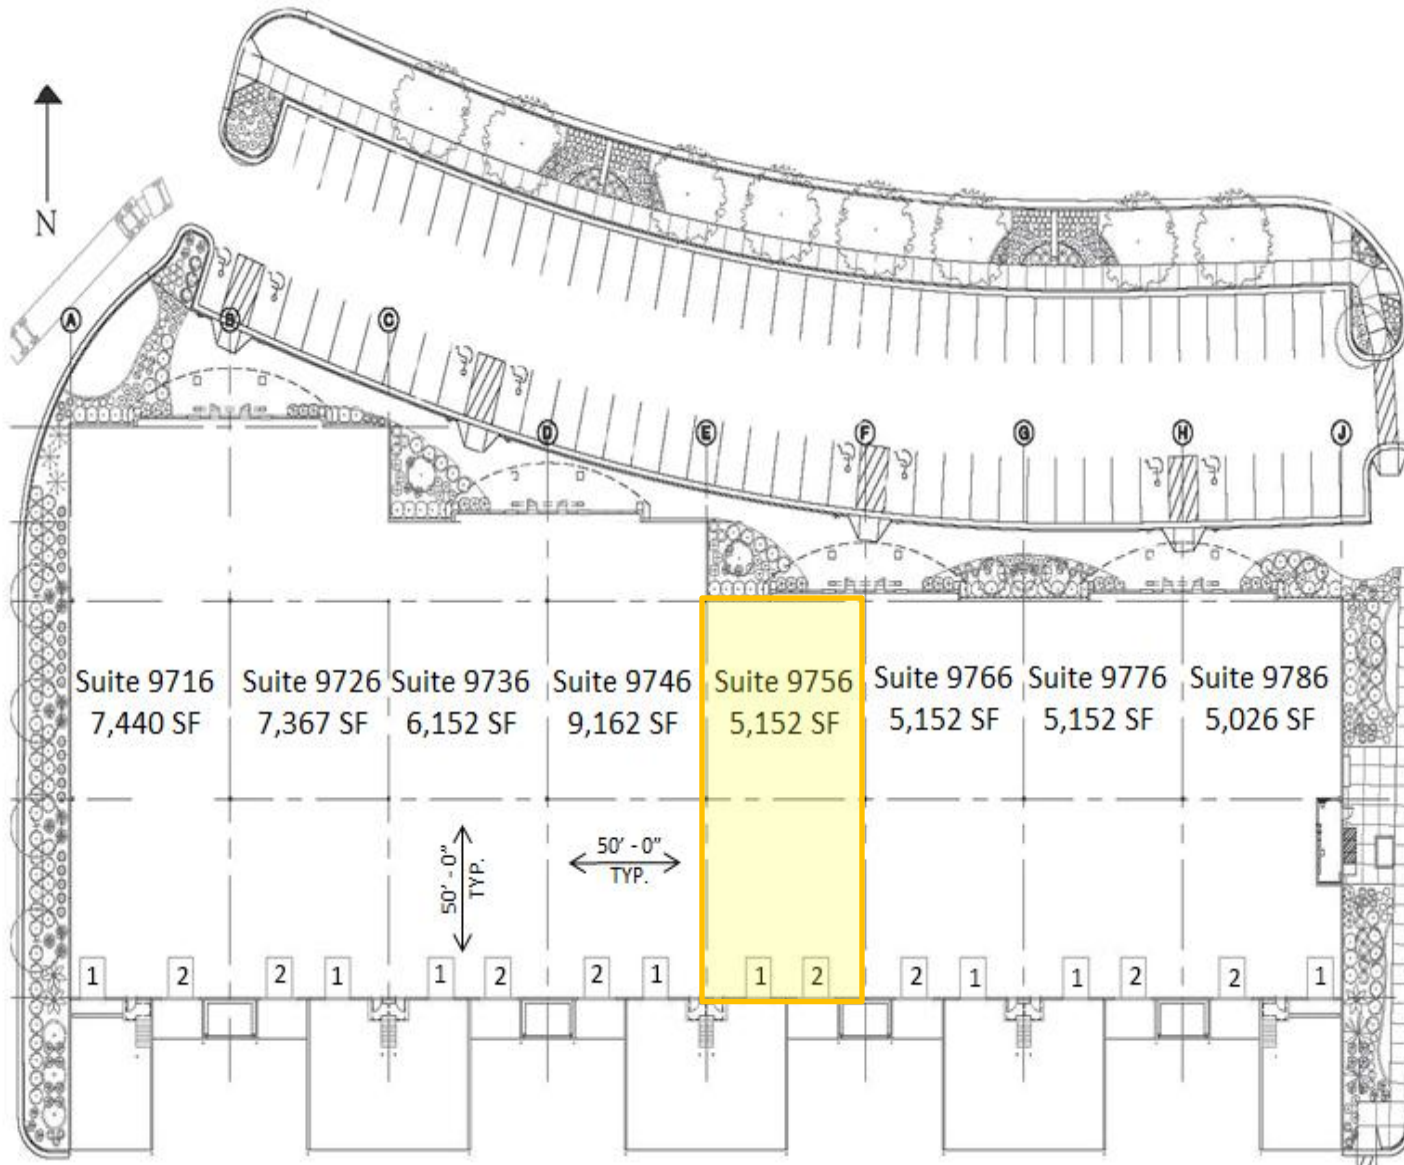 N
A
B
C
D
E
F
G
H
J
Suite 9716
7,440 SF
Suite 9726
7,367 SF
Suite 9736
6,152 SF
Suite 9746
9,162 SF
Suite 9756
5,152 SF
Suite 9766
5,152 SF
Suite 9776
5,152 SF
Suite 9786
5,026 SF
50' - 0"
TYP.
50' - 0"
TYP.
1 2 2 1 1 2 2 1 1 2 2 1 1 2 2 1